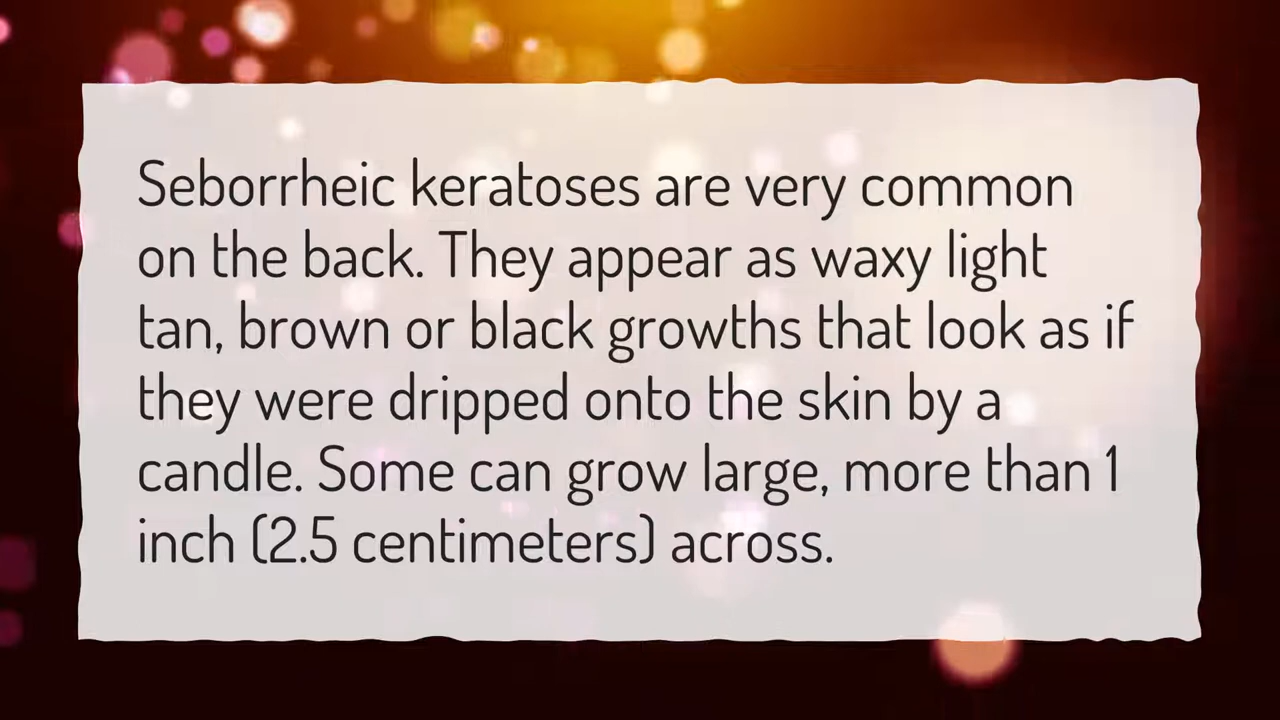 Seborrheic keratoses are very common
on the back. They appear as waxy light
tan, brown or black growths that look as if
they were dripped onto the skin by a
candle. Some can grow large, more than 1
inch (2.5 centimeters) across.